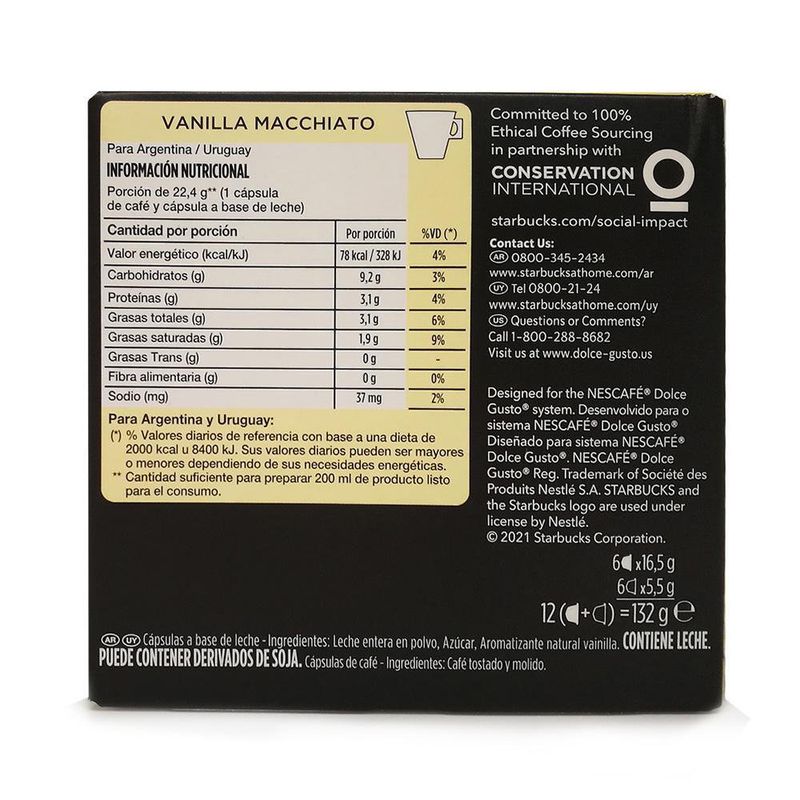 VANILLA MACCHIATO
Para Argentina / Uruguay
INFORMACIÓN NUTRICIONAL
Porción de 22,4 g** (1 cápsula
de café y cápsula a base de leche)
Cantidad por porción Por porción %VD (*)
Valor energético (kcal/kJ) 78 kcal / 328 kJ 4%
Carbohidratos (g) 9,2 g 3%
Proteínas (g) 3,1 g 4%
Grasas totales (g) 3,1 g 6%
Grasas saturadas (g) 1,9 g 9%
Grasas Trans (g) 0 g -
Fibra alimentaria (g) 0 g 0%
Sodio (mg) 37 mg 2%
Para Argentina y Uruguay:
(*) % Valores diarios de referencia con base a una dieta de
2000 kcal u 8400 kJ. Sus valores diarios pueden ser mayores
o menores dependiendo de sus necesidades energéticas.
** Cantidad suficiente para preparar 200 ml de producto listo
para el consumo.
Committed to 100%
Ethical Coffee Sourcing
in partnership with
CONSERVATION
INTERNATIONAL
starbucks.com/social-impact
Contact Us:
AR 0800-345-2434
www.starbucksathome.com/ar
UY Tel 0800-21-24
www.starbucksathome.com/uy
US Questions or Comments?
Call 1-800-288-8682
Visit us at www.dolce-gusto.us
Designed for the NESCAFÉ® Dolce
Gusto® system. Desenvolvido para o
sistema NESCAFÉ® Dolce Gusto®
Diseñado para sistema NESCAFÉ®
Dolce Gusto®. NESCAFÉ® Dolce
Gusto® Reg. Trademark of Société des
Produits Nestlé S.A. STARBUCKS and
the Starbucks logo are used under
license by Nestlé.
© 2021 Starbucks Corporation.
6 x16,5 g
6 x5,5 g
12 ( + ) = 132 g ℮
AR UY Cápsulas a base de leche - Ingredientes: Leche entera en polvo, Azúcar, Aromatizante natural vainilla. CONTIENE LECHE.
PUEDE CONTENER DERIVADOS DE SOJA. Cápsulas de café - Ingredientes: Café tostado y molido.